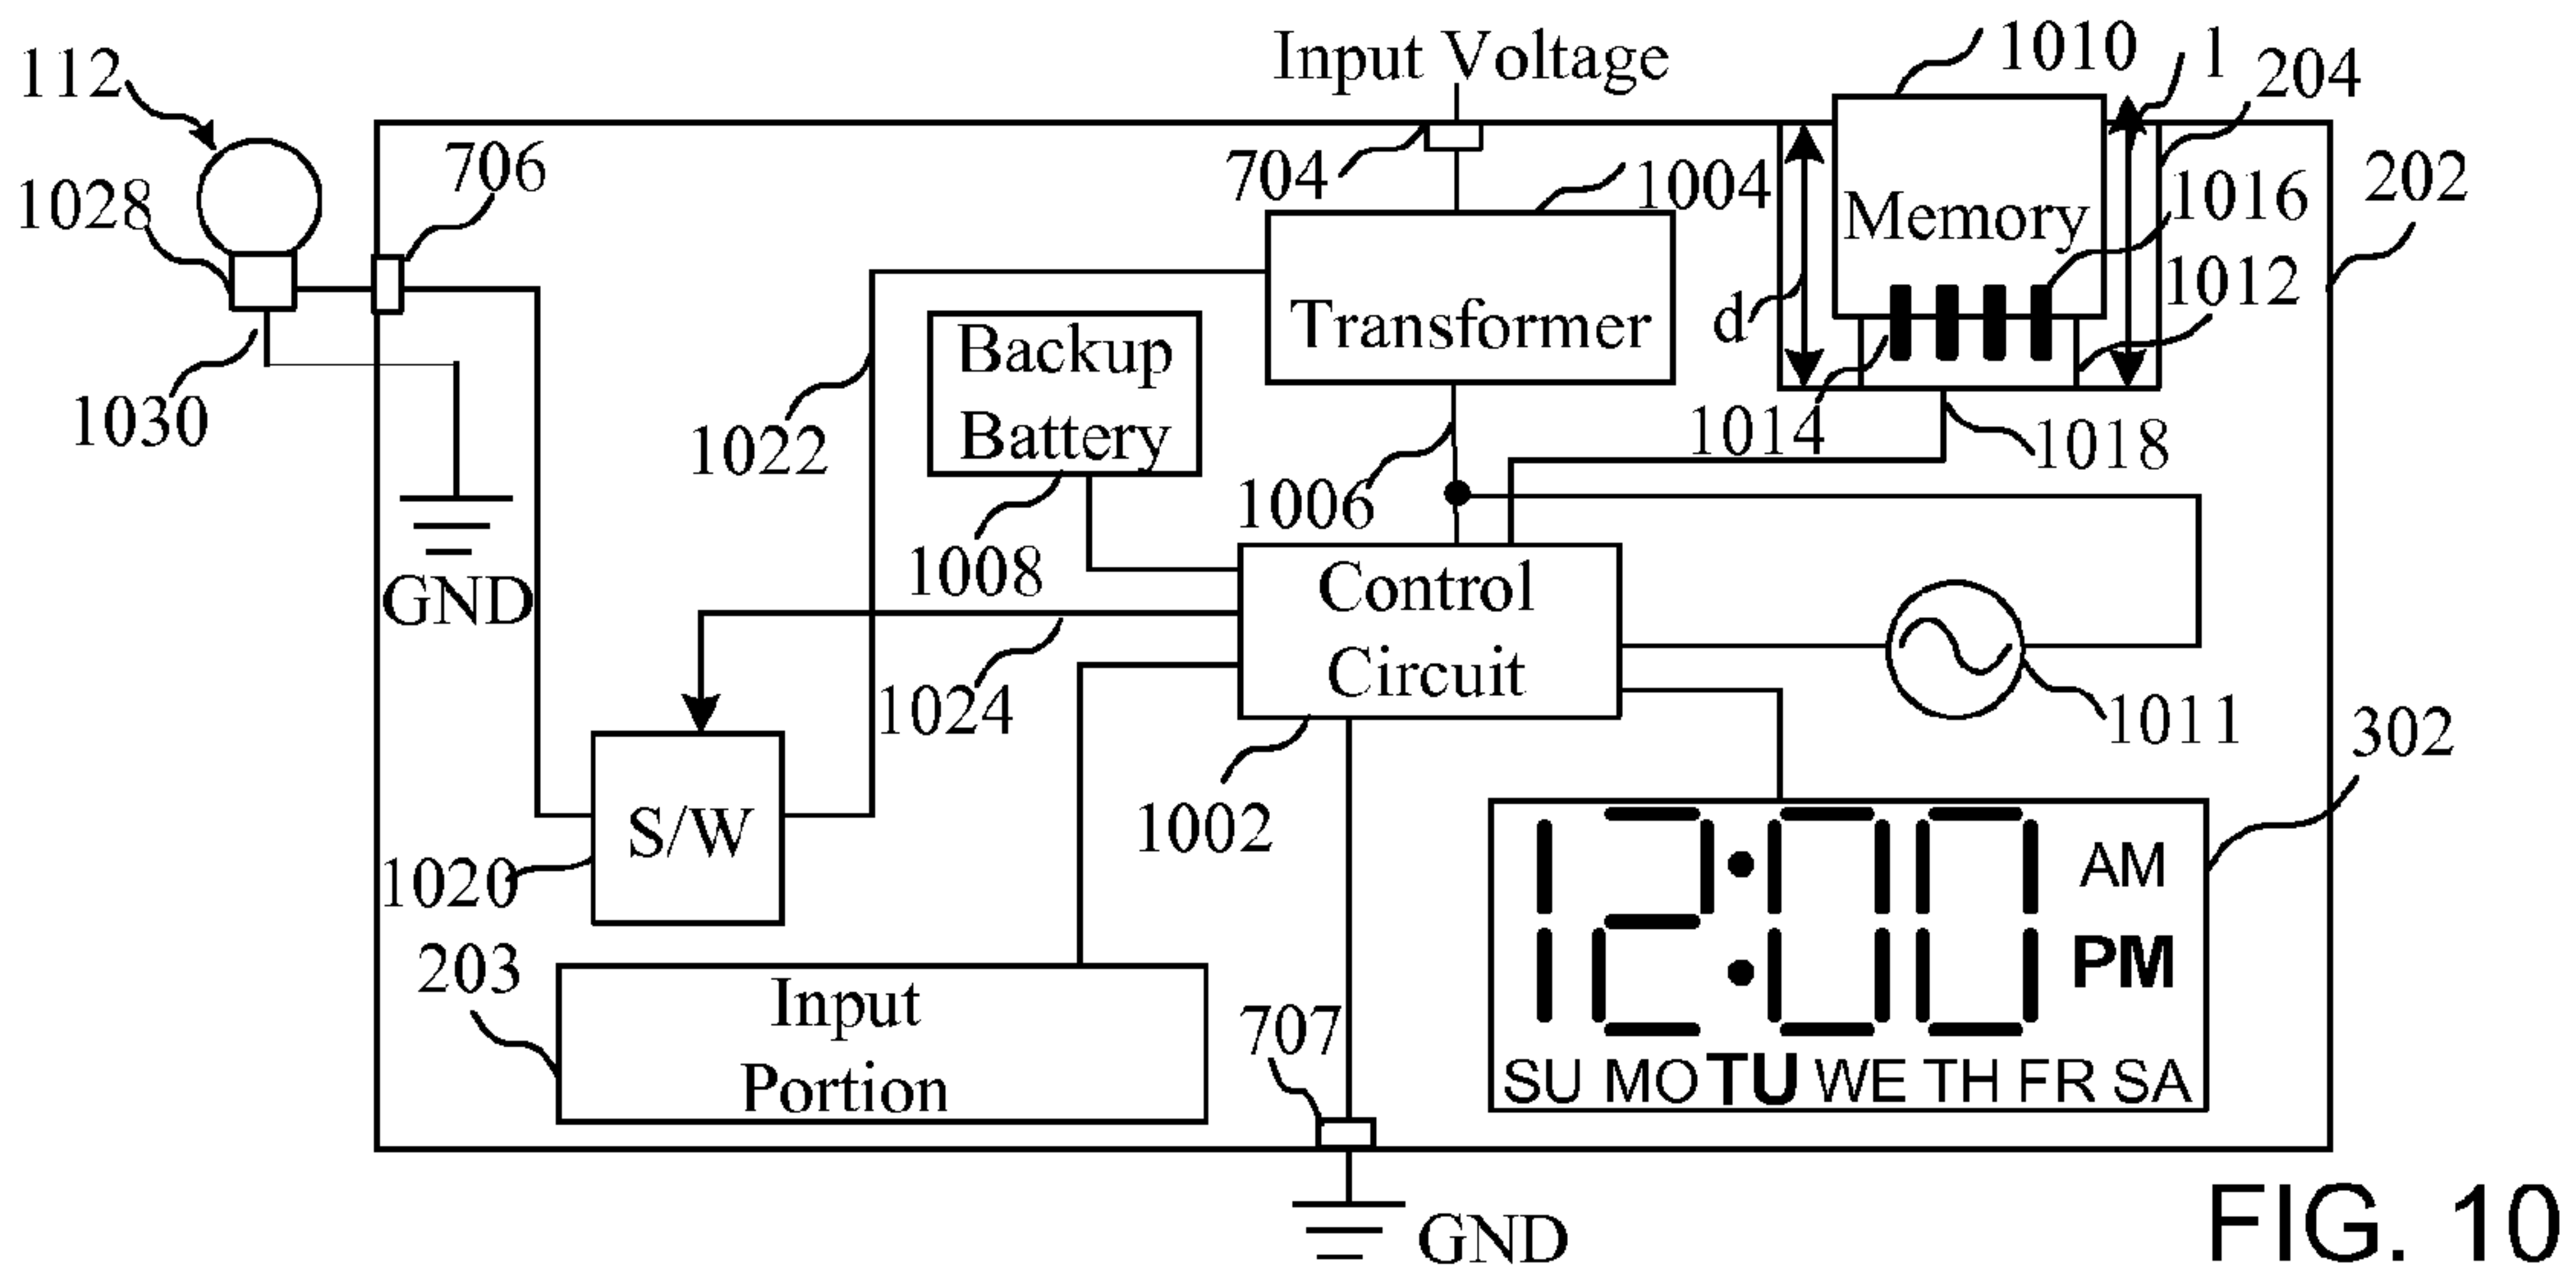 Input Voltage
1010
l
204
112
706
704
1004
1016
202
1028
Memory
1012
d
Transformer
Backup
Battery
1030
1022
1014
1018
1006
1008
GND
Control
Circuit
1024
1011
302
1002
S/W
1020
12:00
AM
PM
203
Input
Portion
707
SU MO TU WE TH FR SA
GND
FIG. 10